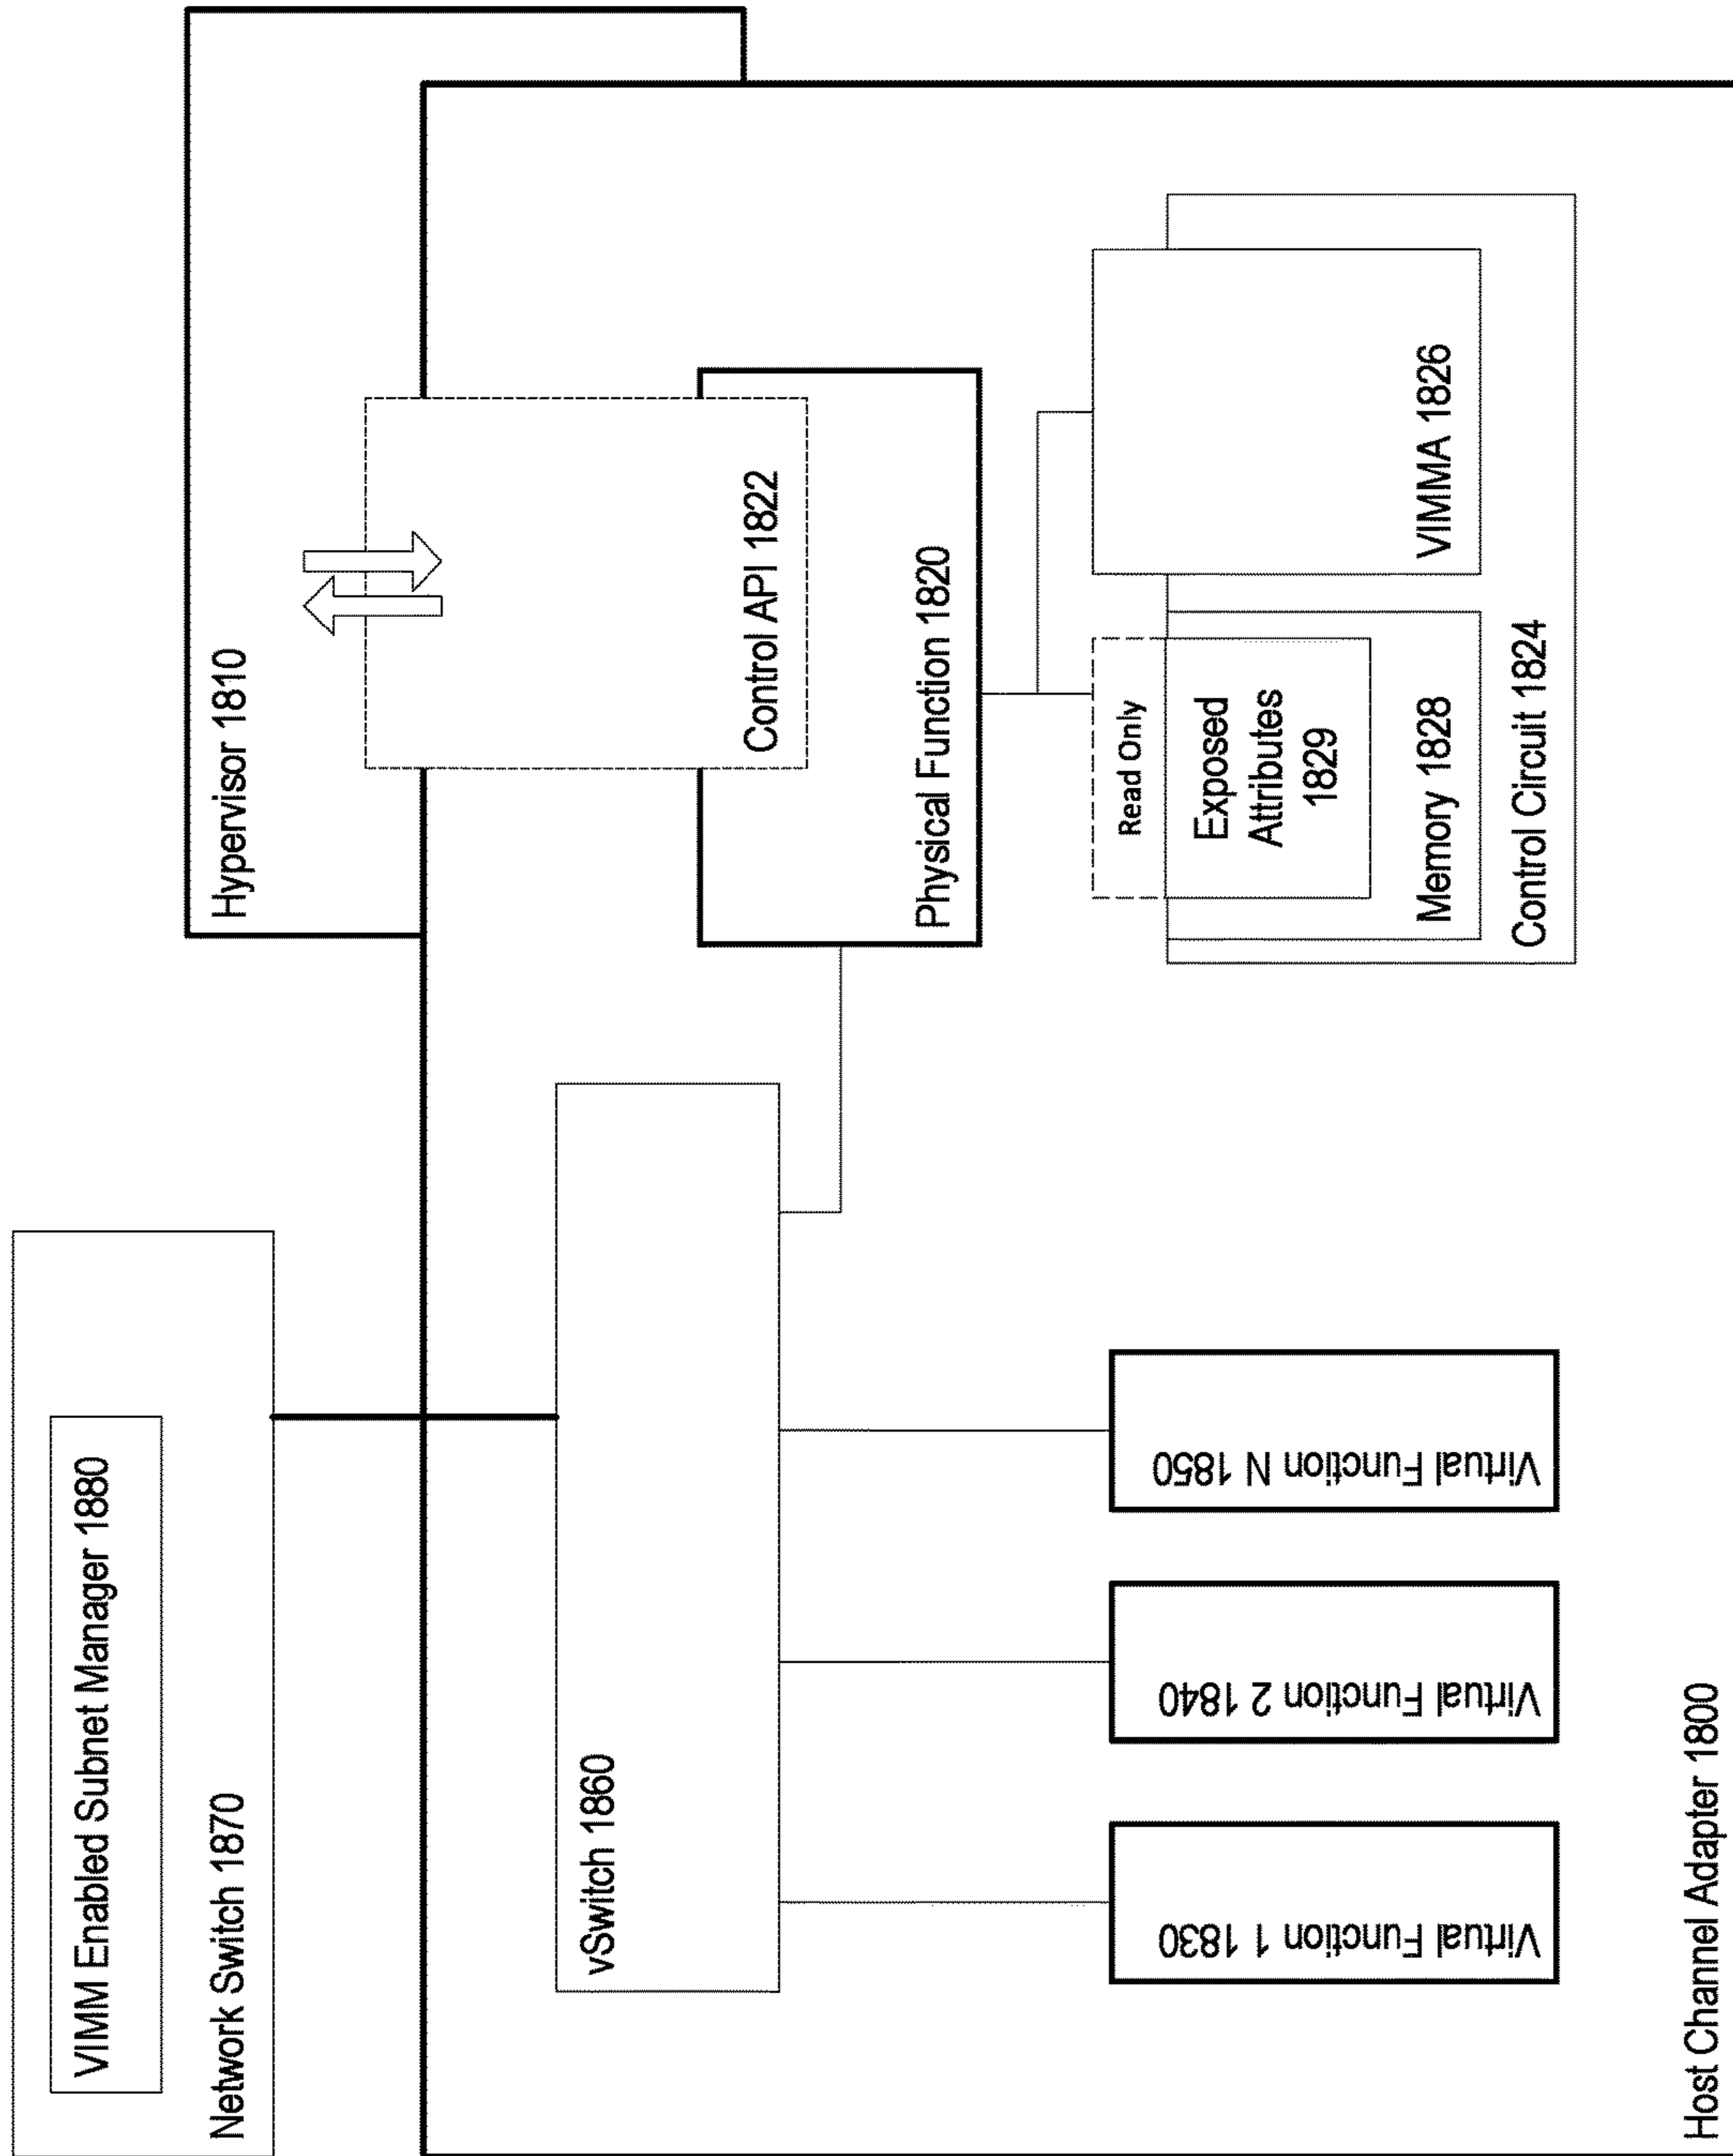 VIMM Enabled Subnet Manager 1880
Network Switch 1870
Hypervisor 1810
vSwitch 1860
Control API 1822
Physical Function 1820
Virtual Function 1 1830
Virtual Function 2 1840
Virtual Function N 1850
Read Only
Exposed
Attributes
1829
Memory 1828
VIMMA 1826
Control Circuit 1824
Host Channel Adapter 1800